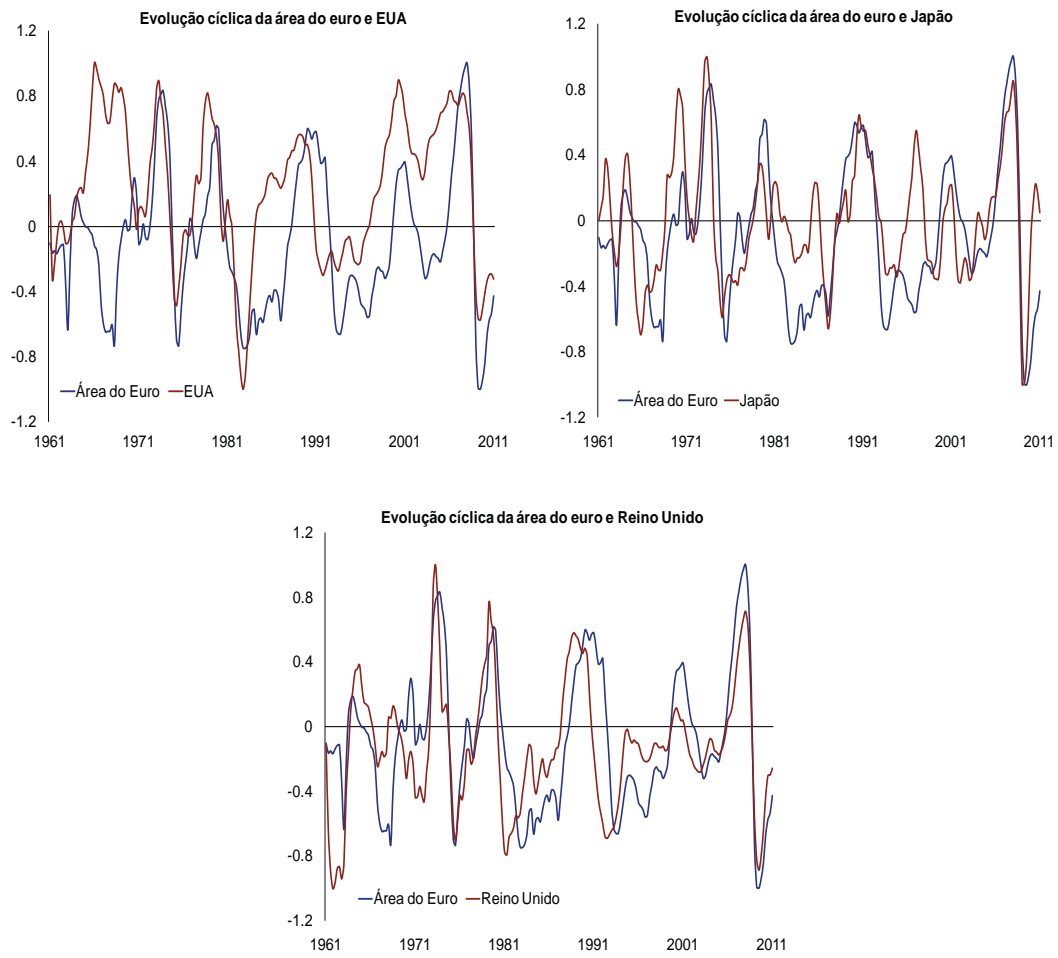 Evolução cíclica da área do euro e EUA
1.2
0.8
0.4
0
-0.4
-0.8
-1.2
Área do Euro EUA
1961 1971 1981 1991 2001 2011
Evolução cíclica da área do euro e Japão
1.2
0.8
0.4
0
-0.4
-0.8
-1.2
Área do Euro Japão
1961 1971 1981 1991 2001 2011
Evolução cíclica da área do euro e Reino Unido
1.2
0.8
0.4
0
-0.4
-0.8
-1.2
Área do Euro Reino Unido
1961 1971 1981 1991 2001 2011